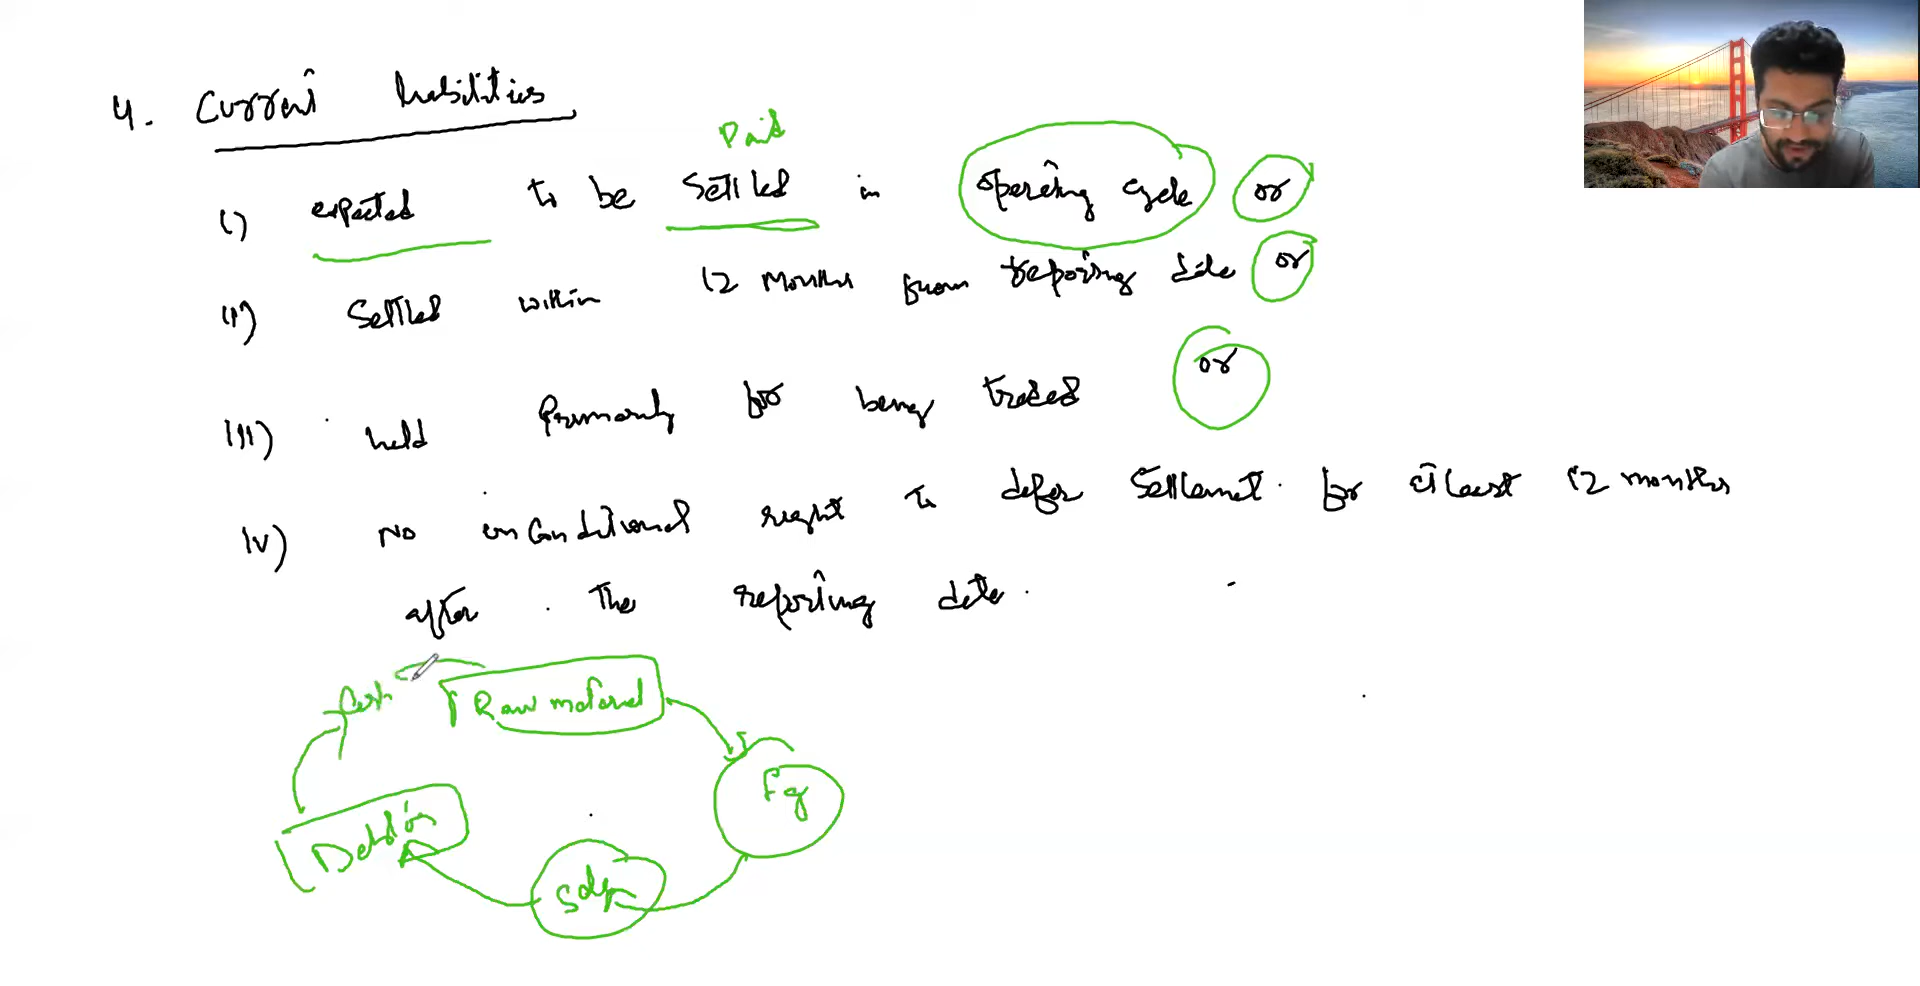 4. Current liabilities
Paid
i) expected to be settled in operating cycle or
ii) Settled within 12 months from reporting date or
iii) held primarily for being traded or
iv) No unconditional right to defer settlement for atleast 12 months
after the reporting date.
Cash Raw material
Fg
Debtor
Sales